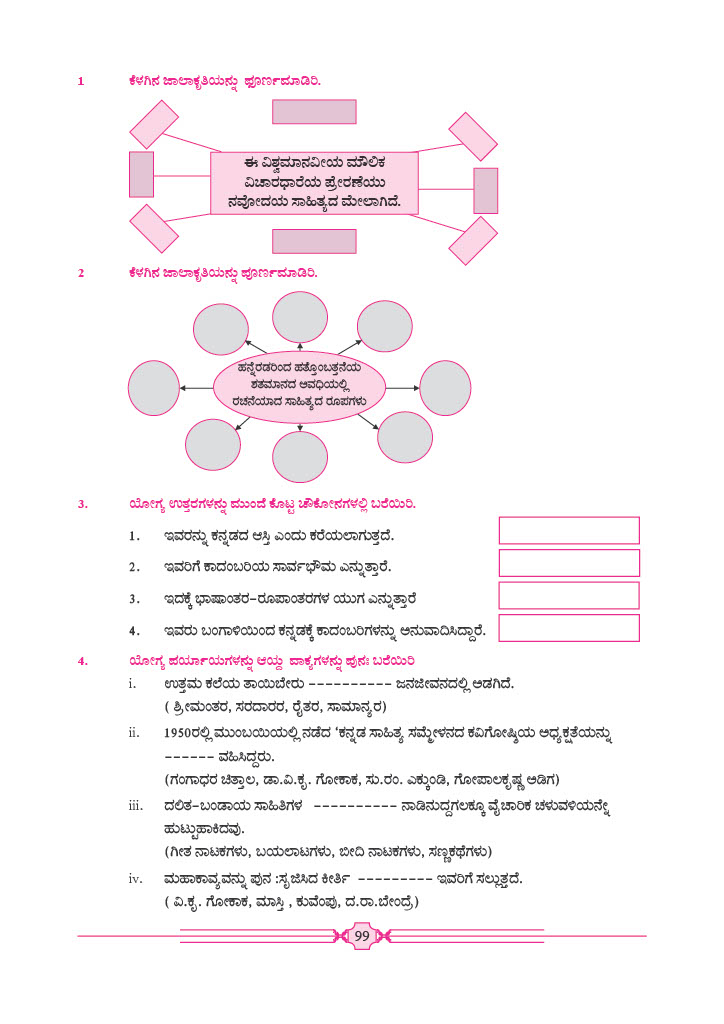 1 ಕೆಳಗಿನ ಜಾಲಾಕೃತಿಯನ್ನು ಪೂರ್ಣಮಾಡಿರಿ.
ಈ ವಿಶ್ವಮಾನವೀಯ ಮೌಲಿಕ
ವಿಚಾರಧಾರೆಯ ಪ್ರೇರಣೆಯು
ನವೋದಯ ಸಾಹಿತ್ಯದ ಮೇಲಾಗಿದೆ.
2 ಕೆಳಗಿನ ಜಾಲಾಕೃತಿಯನ್ನು ಪೂರ್ಣಮಾಡಿರಿ.
ಹನ್ನೆರಡರಿಂದ ಹತ್ತೊಂಬತ್ತನೆಯ
ಶತಮಾನದ ಅವಧಿಯಲ್ಲಿ
ರಚನೆಯಾದ ಸಾಹಿತ್ಯದ ರೂಪಗಳು
3. ಯೋಗ್ಯ ಉತ್ತರಗಳನ್ನು ಮುಂದೆ ಕೊಟ್ಟ ಚೌಕೋನಗಳಲ್ಲಿ ಬರೆಯಿರಿ.
1. ಇವರನ್ನು ಕನ್ನಡದ ಆಸ್ತಿ ಎಂದು ಕರೆಯಲಾಗುತ್ತದೆ.
2. ಇವರಿಗೆ ಕಾದಂಬರಿಯ ಸಾರ್ವಭೌಮ ಎನ್ನುತ್ತಾರೆ.
3. ಇದಕ್ಕೆ ಭಾಷಾಂತರ-ರೂಪಾಂತರಗಳ ಯುಗ ಎನ್ನುತ್ತಾರೆ
4. ಇವರು ಬಂಗಾಳಿಯಿಂದ ಕನ್ನಡಕ್ಕೆ ಕಾದಂಬರಿಗಳನ್ನು ಅನುವಾದಿಸಿದ್ದಾರೆ.
4. ಯೋಗ್ಯ ಪರ್ಯಾಯಗಳನ್ನು ಆಯ್ದು ವಾಕ್ಯಗಳನ್ನು ಪುನಃ ಬರೆಯಿರಿ
i. ಉತ್ತಮ ಕಲೆಯ ತಾಯಿಬೇರು ---------- ಜನಜೀವನದಲ್ಲಿ ಅಡಗಿದೆ.
( ಶ್ರೀಮಂತರ, ಸರದಾರರ, ರೈತರ, ಸಾಮಾನ್ಯರ)
ii. 1950ರಲ್ಲಿ ಮುಂಬಯಿಯಲ್ಲಿ ನಡೆದ 'ಕನ್ನಡ ಸಾಹಿತ್ಯ ಸಮ್ಮೇಳನದ ಕವಿಗೋಷ್ಠಿಯ ಅಧ್ಯಕ್ಷತೆಯನ್ನು
------ ವಹಿಸಿದ್ದರು.
(ಗಂಗಾಧರ ಚಿತ್ತಾಲ, ಡಾ.ವಿ.ಕೃ. ಗೋಕಾಕ, ಸು.ರಂ. ಎಕ್ಕುಂಡಿ, ಗೋಪಾಲಕೃಷ್ಣ ಅಡಿಗ)
iii. ದಲಿತ-ಬಂಡಾಯ ಸಾಹಿತಿಗಳ ---------- ನಾಡಿನುದ್ದಗಲಕ್ಕೂ ವೈಚಾರಿಕ ಚಳುವಳಿಯನ್ನೇ
ಹುಟ್ಟುಹಾಕಿದವು.
(ಗೀತ ನಾಟಕಗಳು, ಬಯಲಾಟಗಳು, ಬೀದಿ ನಾಟಕಗಳು, ಸಣ್ಣಕಥೆಗಳು)
iv. ಮಹಾಕಾವ್ಯವನ್ನು ಪುನ :ಸೃಜಿಸಿದ ಕೀರ್ತಿ --------- ಇವರಿಗೆ ಸಲ್ಲುತ್ತದೆ.
( ವಿ.ಕೃ. ಗೋಕಾಕ, ಮಾಸ್ತಿ , ಕುವೆಂಪು, ದ.ರಾ.ಬೇಂದ್ರೆ)
99